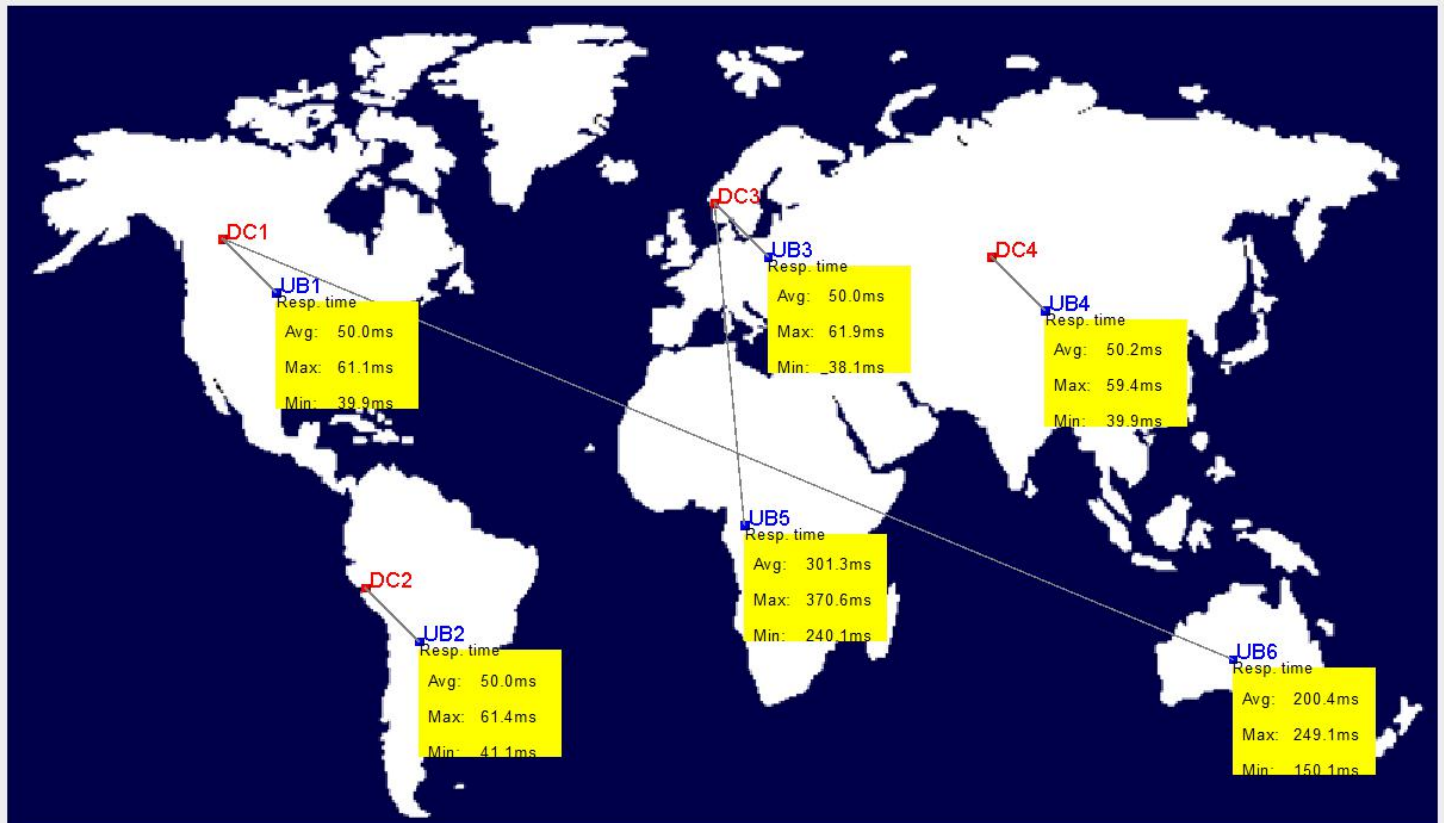 DC3
DC1
UB3
Resp. time
Avg: 50.0ms
Max: 61.9ms
Min: _38.1ms
DC4
UB1
Resp. time
Avg: 50.0ms
Max: 61.1ms
Min: 39.9ms
UB4
Resp. time
Avg: 50.2ms
Max: 59.4ms
Min: 39.9ms
UB5
Resp. time
Avg: 301.3ms
Max: 370.6ms
Min: 240.1ms
DC2
UB2
Resp. time
Avg: 50.0ms
Max: 61.4ms
Min: 41.1ms
UB6
Resp. time
Avg: 200.4ms
Max: 249.1ms
Min: 150.1ms